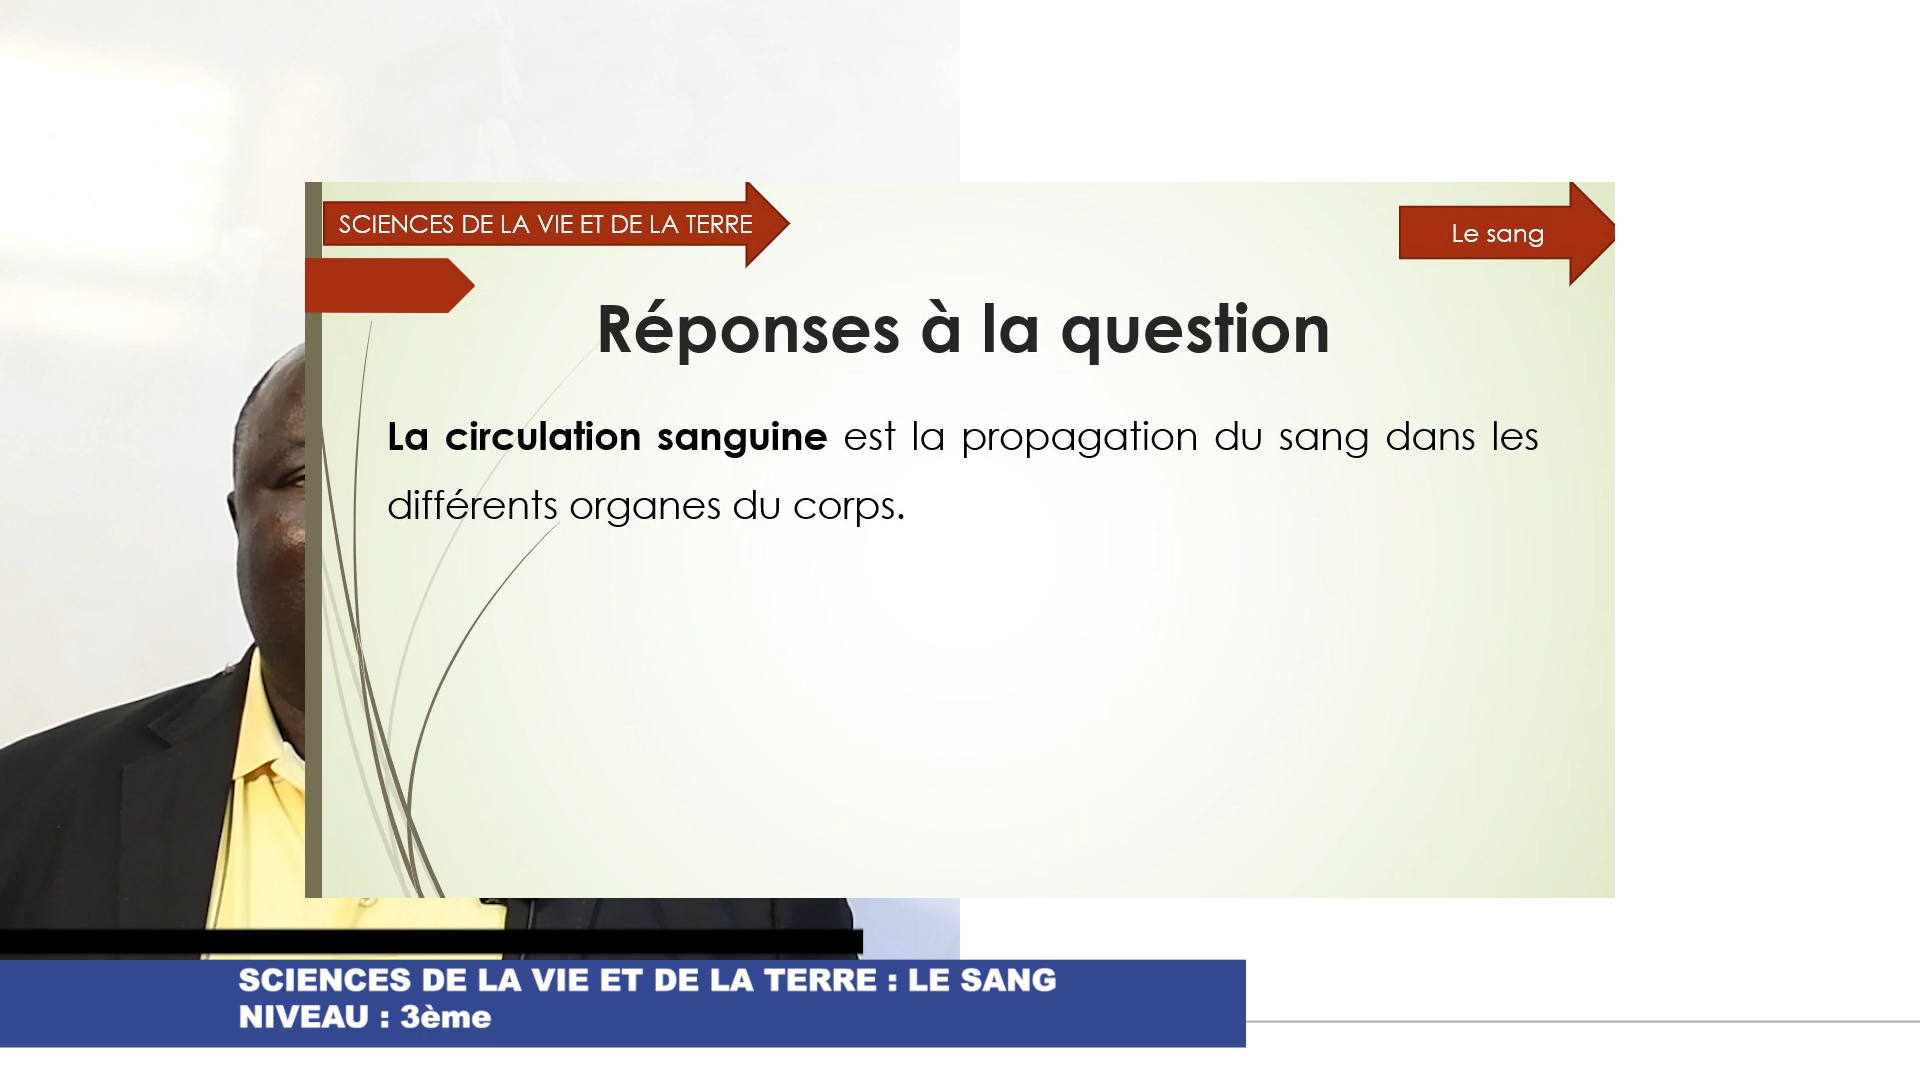 SCIENCES DE LA VIE ET DE LA TERRE
Le sang
Réponses à la question
La circulation sanguine est la propagation du sang dans les
différents organes du corps.
SCIENCES DE LA VIE ET DE LA TERRE : LE SANG
NIVEAU : 3ème